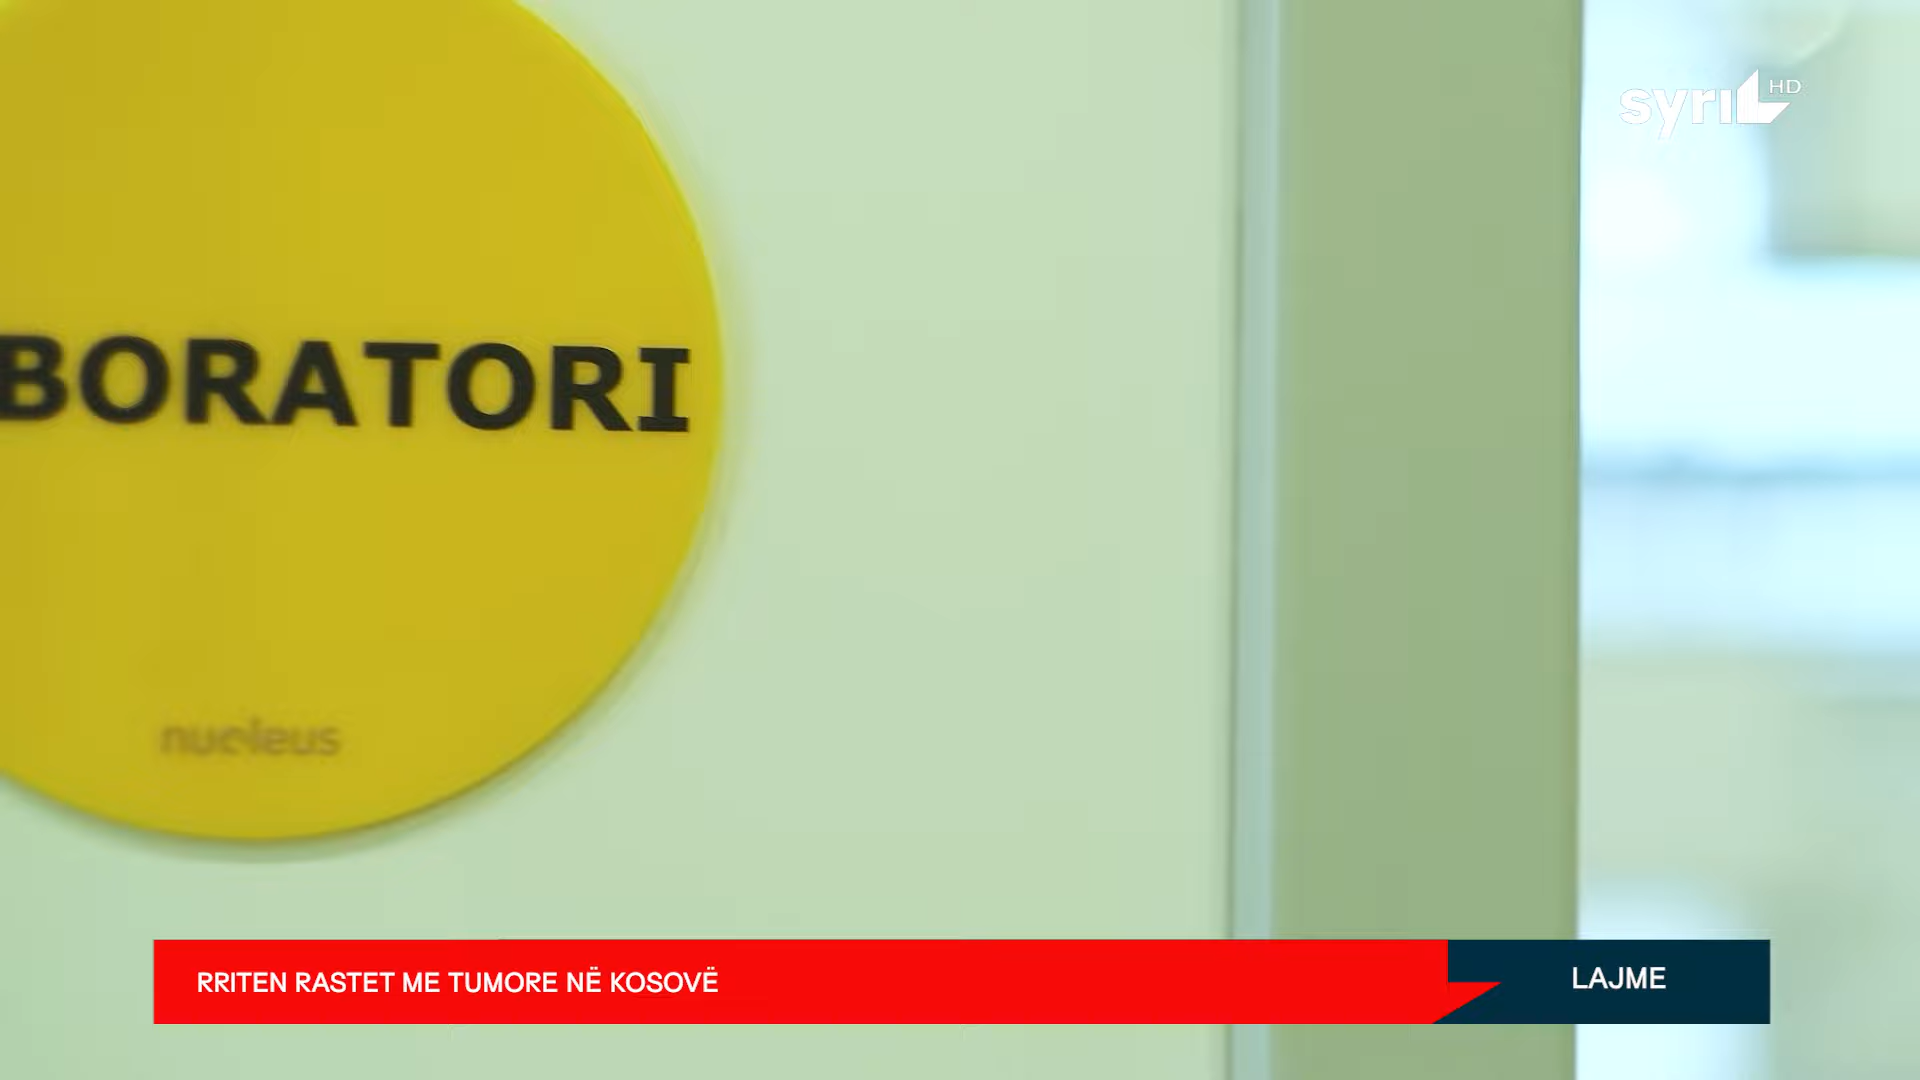 syri HD
BORATORI
nucleus
RRITEN RASTET ME TUMORE NË KOSOVË
LAJME